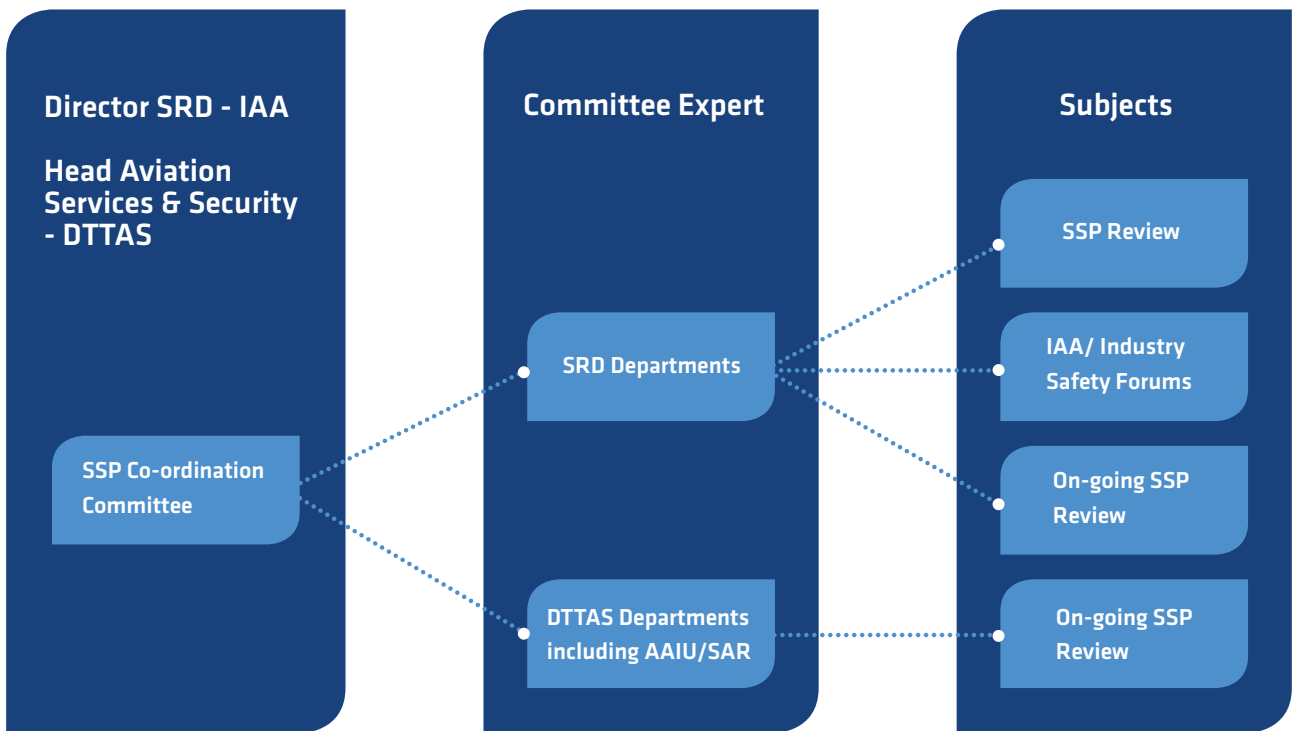 Director SRD - IAA
Head Aviation
Services & Security
- DTTAS
SSP Co-ordination
Committee
Committee Expert
SRD Departments
DTTAS Departments
including AAIU/SAR
Subjects
SSP Review
IAA/ Industry
Safety Forums
On-going SSP
Review
On-going SSP
Review